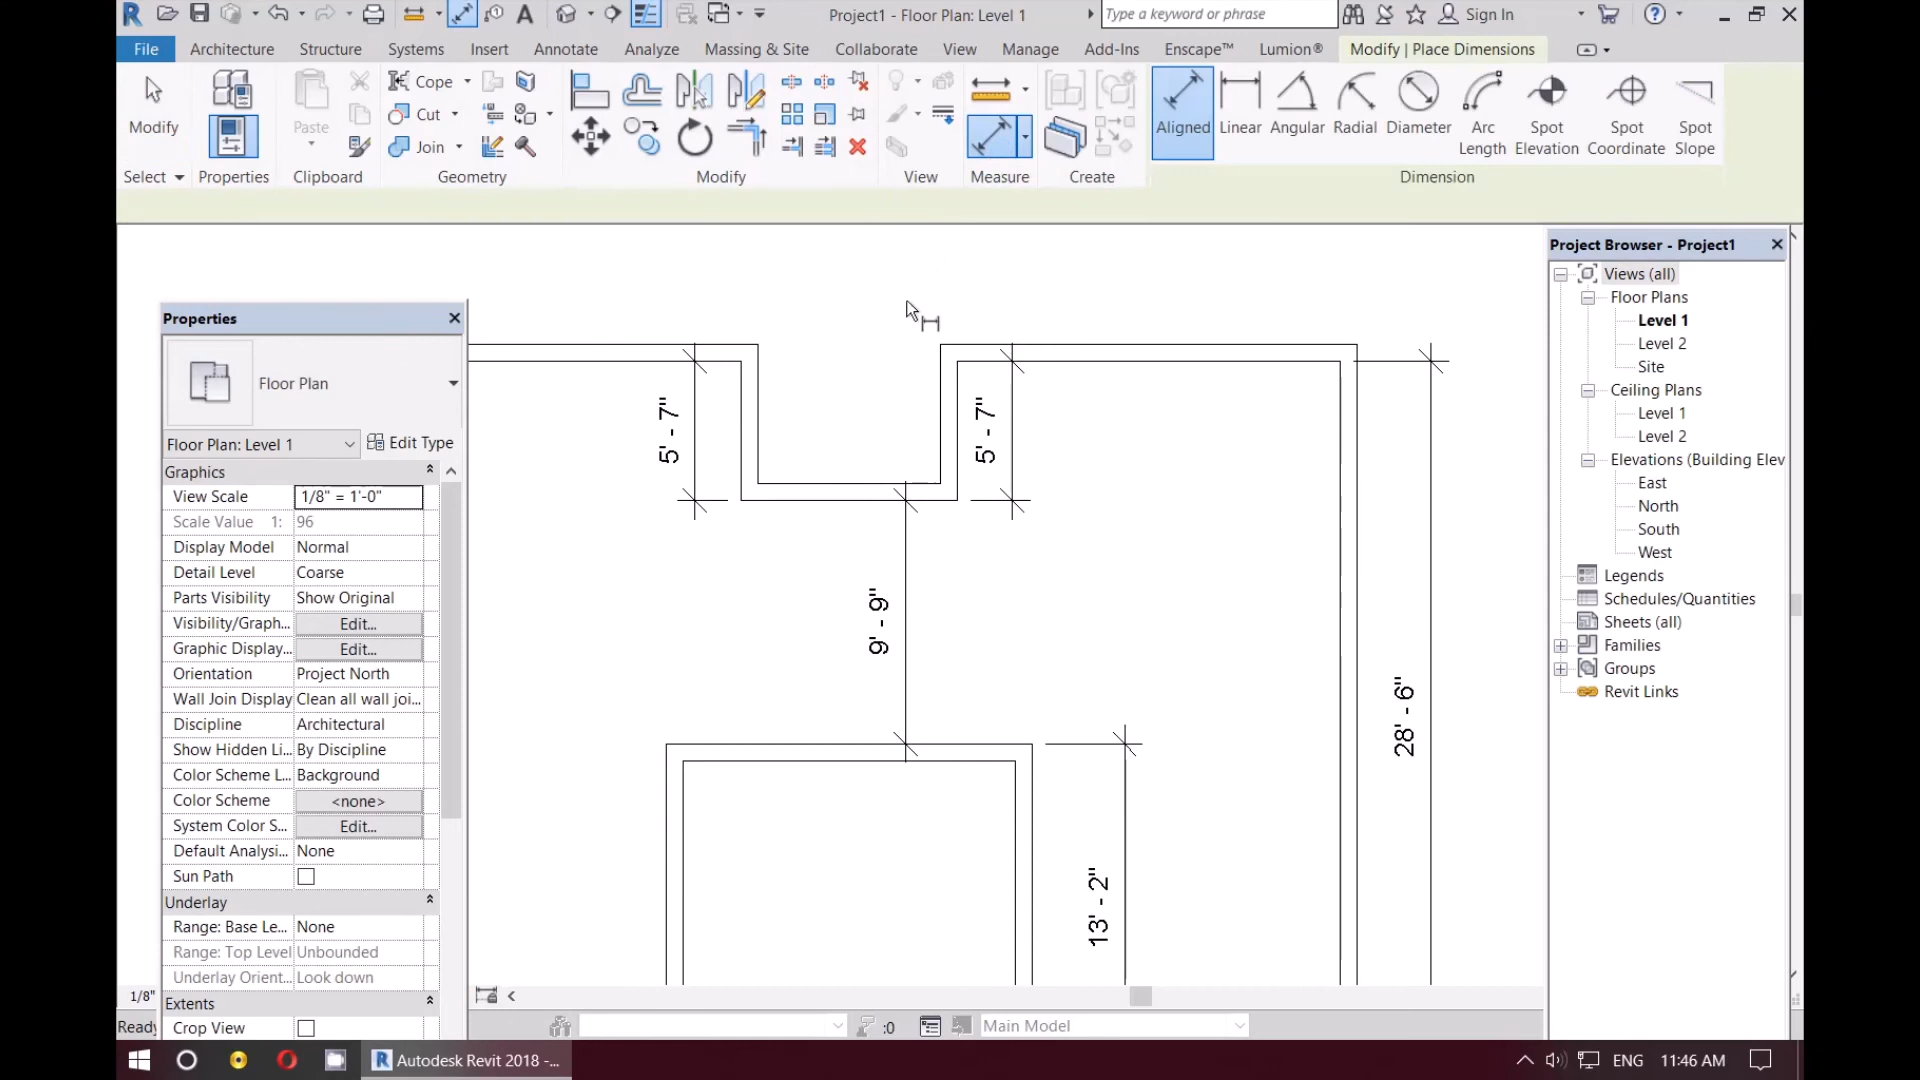 Project1 - Floor Plan: Level 1
Type a keyword or phrase
Sign In
File Architecture Structure Systems Insert Annotate Analyze Massing & Site Collaborate View Manage Add-Ins Enscape™ Lumion® Modify | Place Dimensions
Modify
Paste
Cope
Cut
Join
Aligned Linear Angular Radial Diameter Arc Length Spot Elevation Spot Coordinate Spot Slope
Select Properties Clipboard Geometry Modify View Measure Create Dimension
Properties
Floor Plan
Floor Plan: Level 1 Edit Type
Graphics
View Scale 1/8" = 1'-0"
Scale Value 1: 96
Display Model Normal
Detail Level Coarse
Parts Visibility Show Original
Visibility/Graph... Edit...
Graphic Display... Edit...
Orientation Project North
Wall Join Display Clean all wall joi...
Discipline Architectural
Show Hidden Li... By Discipline
Color Scheme L... Background
Color Scheme <none>
System Color S... Edit...
Default Analysi... None
Sun Path
Underlay
Range: Base Le... None
Range: Top Level Unbounded
Underlay Orient... Look down
Extents
Crop View
5' - 7"
5' - 7"
9' - 9"
28' - 6"
13' - 2"
Project Browser - Project1
Views (all)
Floor Plans
Level 1
Level 2
Site
Ceiling Plans
Level 1
Level 2
Elevations (Building Elev
East
North
South
West
Legends
Schedules/Quantities
Sheets (all)
Families
Groups
Revit Links
1/8"
Ready
:0
Main Model
Autodesk Revit 2018 -...
ENG
11:46 AM